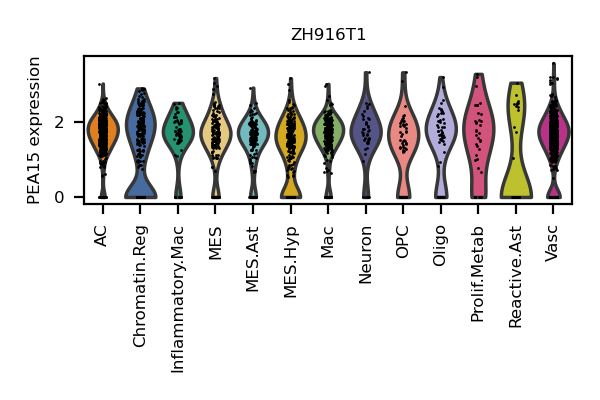 ZH916T1
PEA15 expression
2
0
AC
Chromatin.Reg
Inflammatory.Mac
MES
MES.Ast
MES.Hyp
Mac
Neuron
OPC
Oligo
Prolif.Metab
Reactive.Ast
Vasc